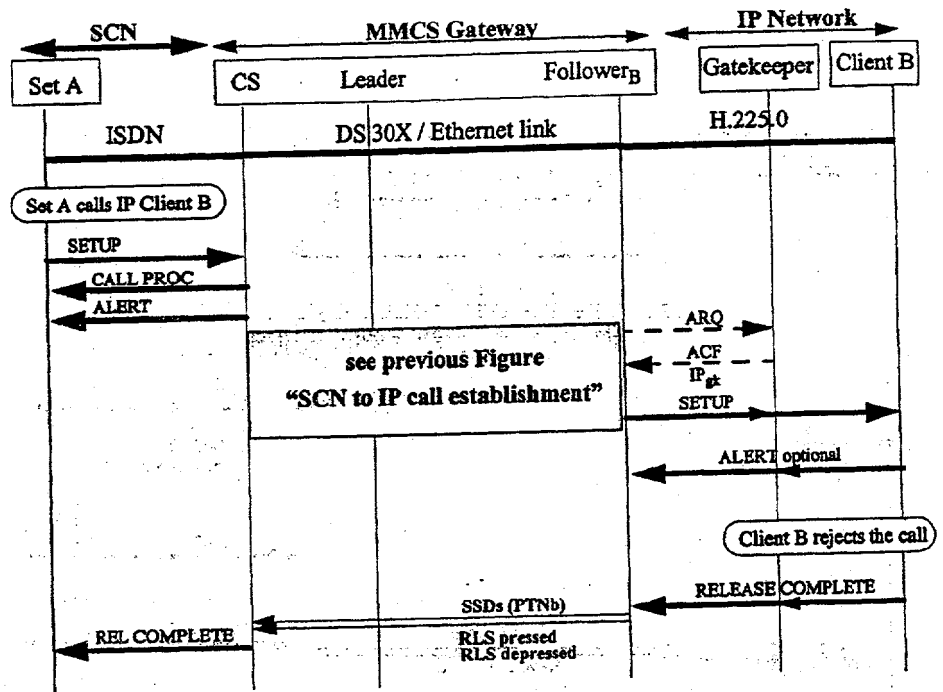 SCN MMCS Gateway IP Network
Set A CS Leader FollowerB Gatekeeper Client B
ISDN DS30X / Ethernet link H.225.0
Set A calls IP Client B
SETUP
CALL PROC
ALERT
ARQ
see previous Figure
ACF
IPgk
“SCN to IP call establishment”
SETUP
ALERT optional
Client B rejects the call
RELEASE COMPLETE
SSDs (PTNb)
REL COMPLETE
RLS pressed
RLS depressed